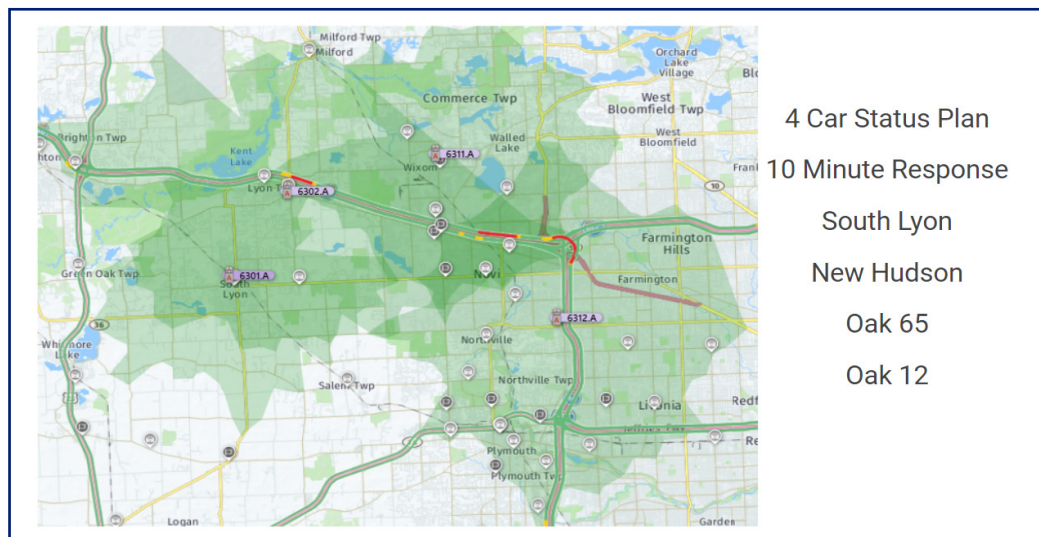 Milford Twp
Milford
Orchard
Lake
Village
Commerce Twp
West
Bloomfield Twp
West
Bloomfield
Brighton Twp
Kent
Lake
Walled
Lake
6311.A
Wixom
10
6302.A
Farmington
Hills
Green Oak Twp
6301.A
South
Lyon
Novi
Farmington
36
6312.A
Whitmore
Lake
Northville
Salem Twp
Northville Twp
Livonia
Plymouth
Plymouth Twp
Logan
Garden
4 Car Status Plan
10 Minute Response
South Lyon
New Hudson
Oak 65
Oak 12